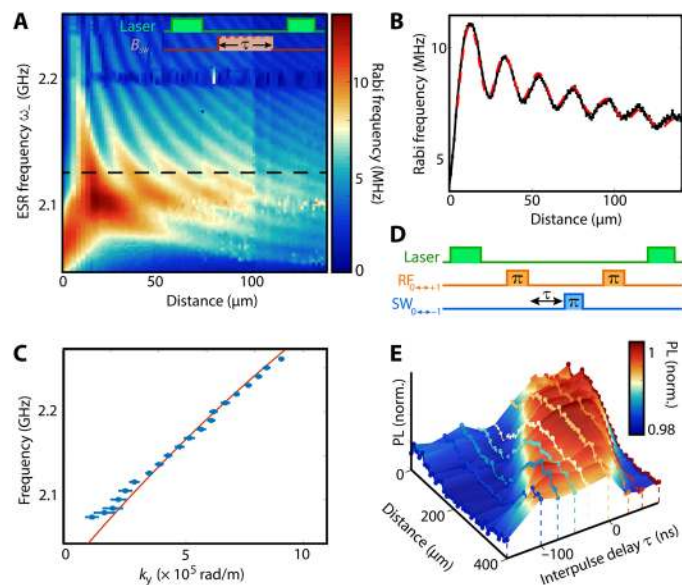 A
Laser
B_SW
τ
2.2
2.1
ESR frequency ω_ (GHz)
0
50
100
Distance (µm)
10
5
0
Rabi frequency (MHz)
B
10
5
Rabi frequency (MHz)
0
50
100
Distance (µm)
C
2.2
2.1
Frequency (GHz)
0
5
10
k_y (× 10⁵ rad/m)
D
Laser
RF_0↔+1
π
π
SW_0↔−1
τ
π
E
1
0.98
PL (norm.)
PL (norm.)
0
200
400
Distance (µm)
−100
0
Interpulse delay τ (ns)